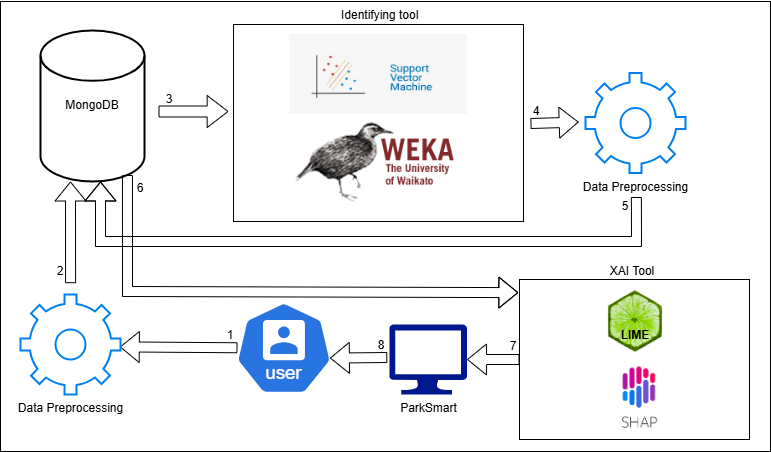 Identifying tool
Support
Vector
Machine
MongoDB
3
4
WEKA
The University
of Waikato
Data Preprocessing
6
5
2
XAI Tool
LIME
1
8
7
user
SHAP
Data Preprocessing
ParkSmart